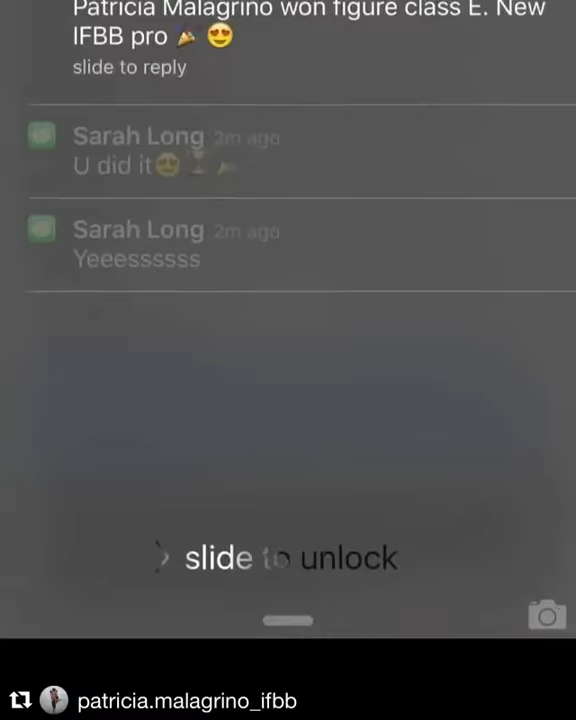 Patricia Malagrino won figure class E. New
IFBB pro 🎉 😍
slide to reply
Sarah Long 2m ago
U did it😍🏆🎉
Sarah Long 2m ago
Yeeessssss
> slide to unlock
patricia.malagrino_ifbb